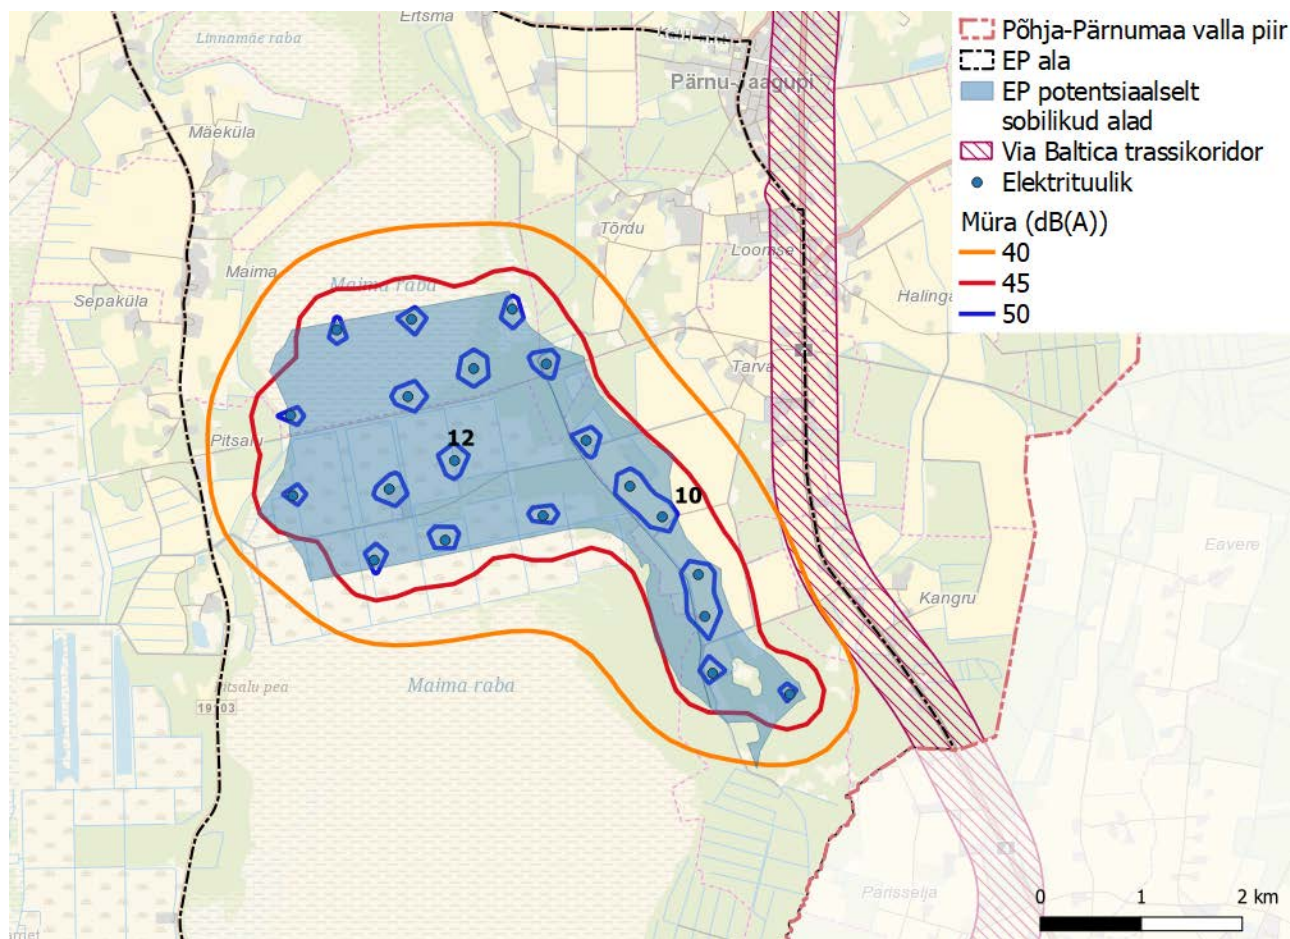 Ertsma
Linnamäe raba
Pärnu-Jaagupi
Mäeküla
Tõrdu
Loomse
Maima
Maima raba
Sepaküla
Halinga
Tarva
Pitsalu
12
10
Eavere
Kangru
Pitsalu pea
Maima raba
19103
Pärisselja
Põhja-Pärnumaa valla piir
EP ala
EP potentsiaalselt
sobilikud alad
Via Baltica trassikoridor
Elektrituulik
Müra (dB(A))
40
45
50
0 1 2 km